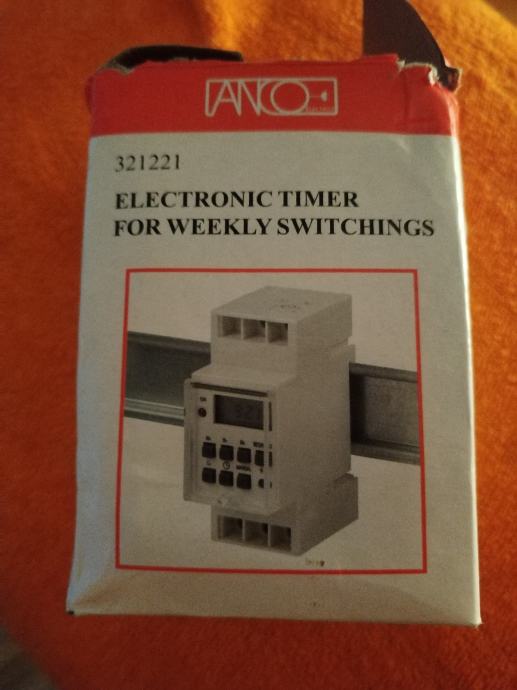 ANCO
321221
ELECTRONIC TIMER
FOR WEEKLY SWITCHINGS